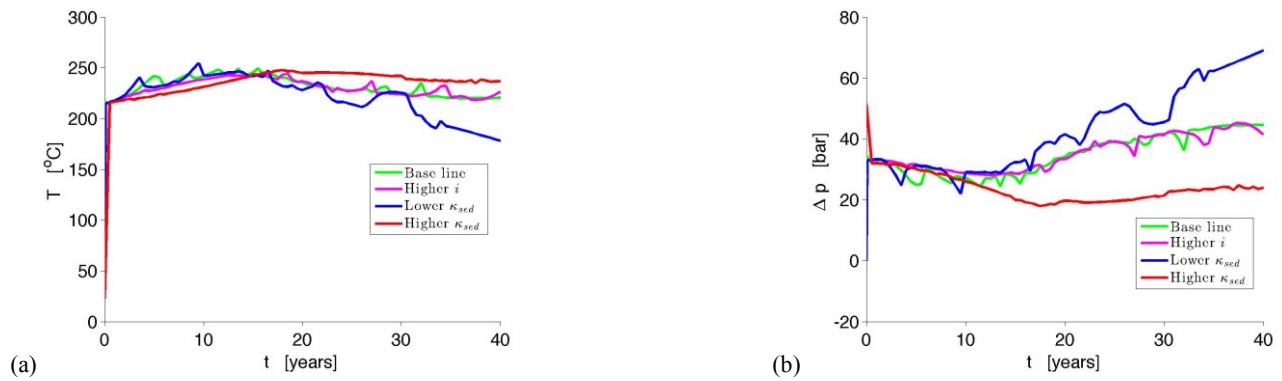 300
250
200
150
100
50
0
T [°C]
0
10
20
30
40
t [years]
Base line
Higher i
Lower κsed
Higher κsed
(a)
80
60
40
20
0
-20
Δ p [bar]
0
10
20
30
40
t [years]
Base line
Higher i
Lower κsed
Higher κsed
(b)